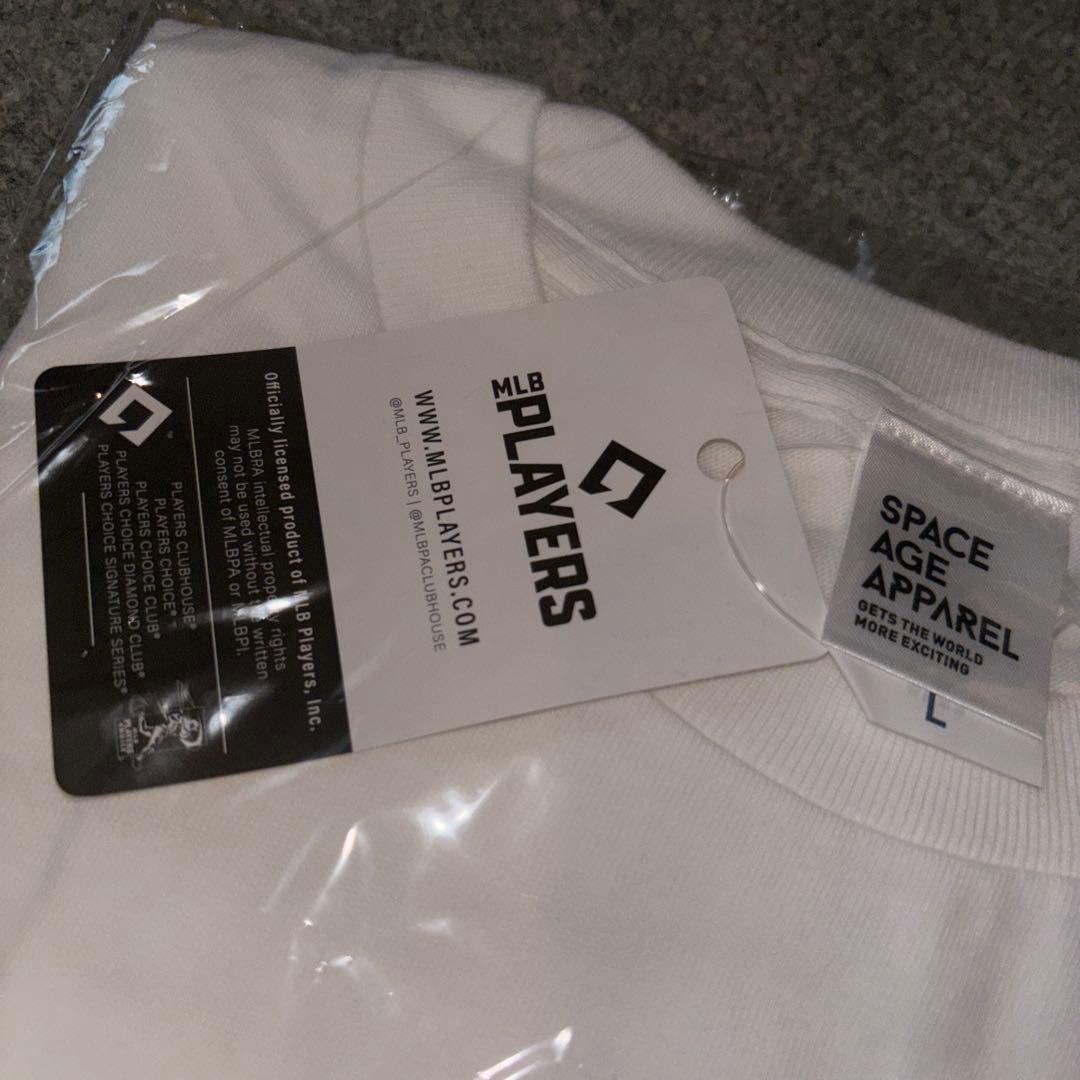 MLB
PLAYERS
WWW.MLBPLAYERS.COM
@MLB_PLAYERS | @MLBPACLUBHOUSE
Officially licensed product of MLB Players, Inc.
MLBPA intellectual property rights
may not be used without written
consent of MLBPA or MLBPI.
PLAYERS CLUBHOUSE®
PLAYERS CHOICE®
PLAYERS CHOICE CLUB®
PLAYERS CHOICE DIAMOND CLUB®
PLAYERS CHOICE SIGNATURE SERIES®
SPACE
AGE
APPAREL
GETS THE WORLD
MORE EXCITING
L